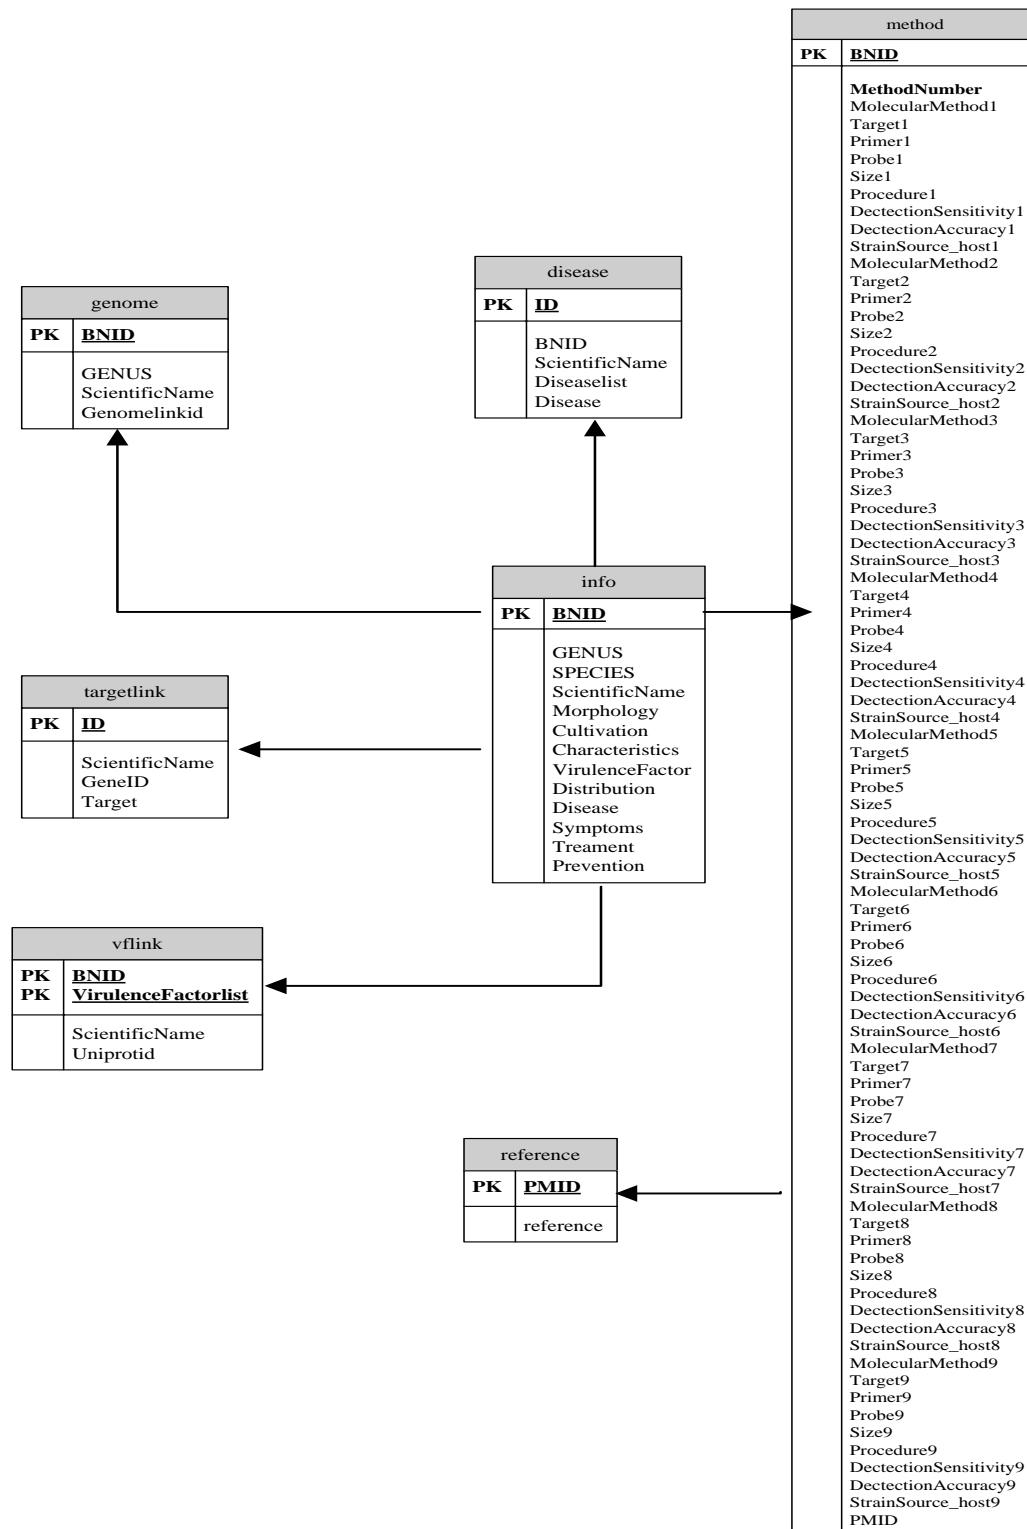 method
PK BNID
MethodNumber
MolecularMethod1
Target1
Primer1
Probe1
Size1
Procedure1
DectectionSensitivity1
DectectionAccuracy1
StrainSource_host1
MolecularMethod2
Target2
Primer2
Probe2
Size2
Procedure2
DectectionSensitivity2
DectectionAccuracy2
StrainSource_host2
MolecularMethod3
Target3
Primer3
Probe3
Size3
Procedure3
DectectionSensitivity3
DectectionAccuracy3
StrainSource_host3
MolecularMethod4
Target4
Primer4
Probe4
Size4
Procedure4
DectectionSensitivity4
DectectionAccuracy4
StrainSource_host4
MolecularMethod5
Target5
Primer5
Probe5
Size5
Procedure5
DectectionSensitivity5
DectectionAccuracy5
StrainSource_host5
MolecularMethod6
Target6
Primer6
Probe6
Size6
Procedure6
DectectionSensitivity6
DectectionAccuracy6
StrainSource_host6
MolecularMethod7
Target7
Primer7
Probe7
Size7
Procedure7
DectectionSensitivity7
DectectionAccuracy7
StrainSource_host7
MolecularMethod8
Target8
Primer8
Probe8
Size8
Procedure8
DectectionSensitivity8
DectectionAccuracy8
StrainSource_host8
MolecularMethod9
Target9
Primer9
Probe9
Size9
Procedure9
DectectionSensitivity9
DectectionAccuracy9
StrainSource_host9
PMID
disease
PK ID
BNID
ScientificName
Diseaselist
Disease
genome
PK BNID
GENUS
ScientificName
Genomelinkid
info
PK BNID
GENUS
SPECIES
ScientificName
Morphology
Cultivation
Characteristics
VirulenceFactor
Distribution
Disease
Symptoms
Treament
Prevention
targetlink
PK ID
ScientificName
GeneID
Target
vflink
PK BNID
PK VirulenceFactorlist
ScientificName
Uniprotid
reference
PK PMID
reference